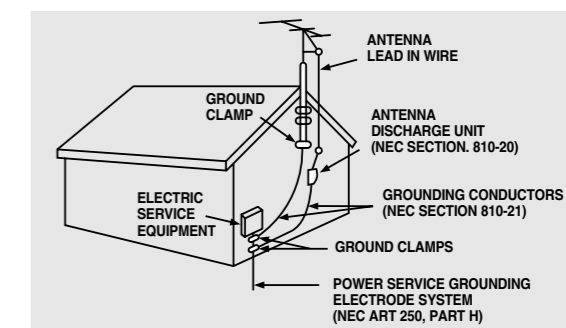 ANTENNA
LEAD IN WIRE
GROUND
CLAMP
ANTENNA
DISCHARGE UNIT
(NEC SECTION. 810-20)
ELECTRIC
SERVICE
EQUIPMENT
GROUNDING CONDUCTORS
(NEC SECTION 810-21)
GROUND CLAMPS
POWER SERVICE GROUNDING
ELECTRODE SYSTEM
(NEC ART 250, PART H)